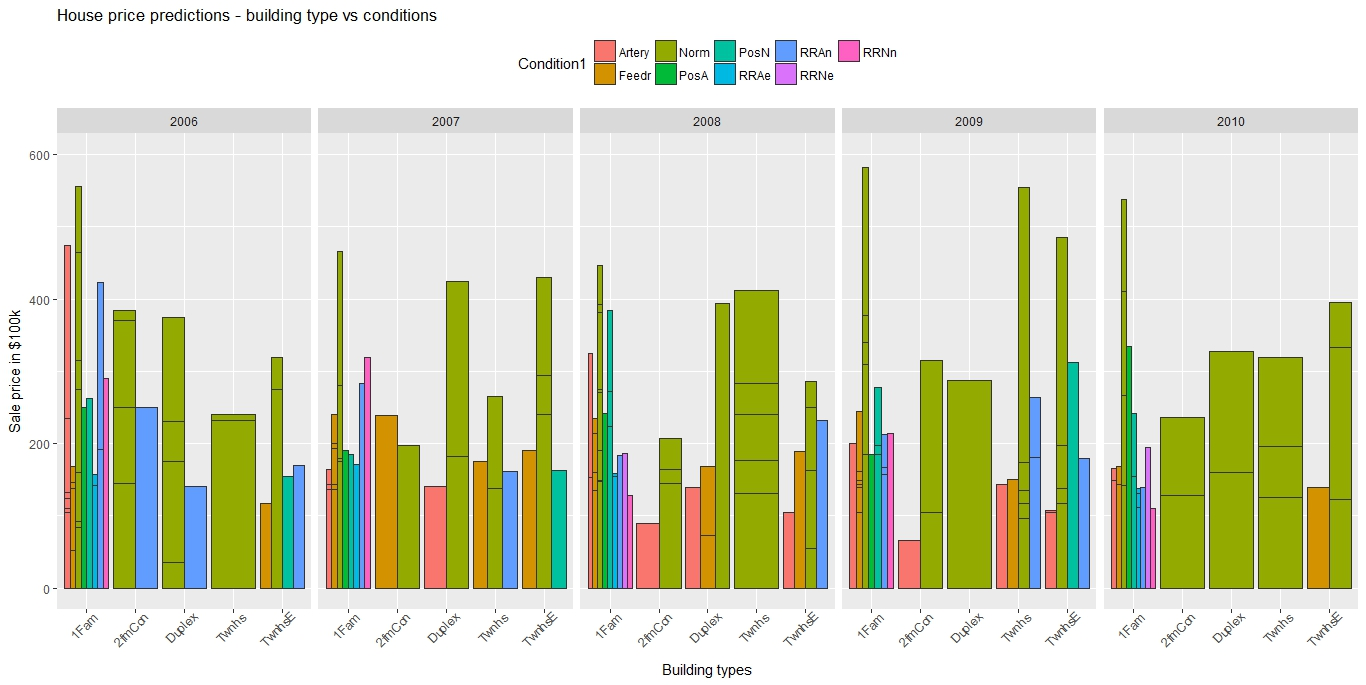 House price predictions - building type vs conditions
Condition1
Artery Norm PosN RRAn RRNn
Feedr PosA RRAe RRNe
2006 2007 2008 2009 2010
Sale price in $100k
600
400
200
0
1Fam 2fmCon Duplex Twnhs TwnhsE 1Fam 2fmCon Duplex Twnhs TwnhsE 1Fam 2fmCon Duplex Twnhs TwnhsE 1Fam 2fmCon Duplex Twnhs TwnhsE 1Fam 2fmCon Duplex Twnhs TwnhsE
Building types